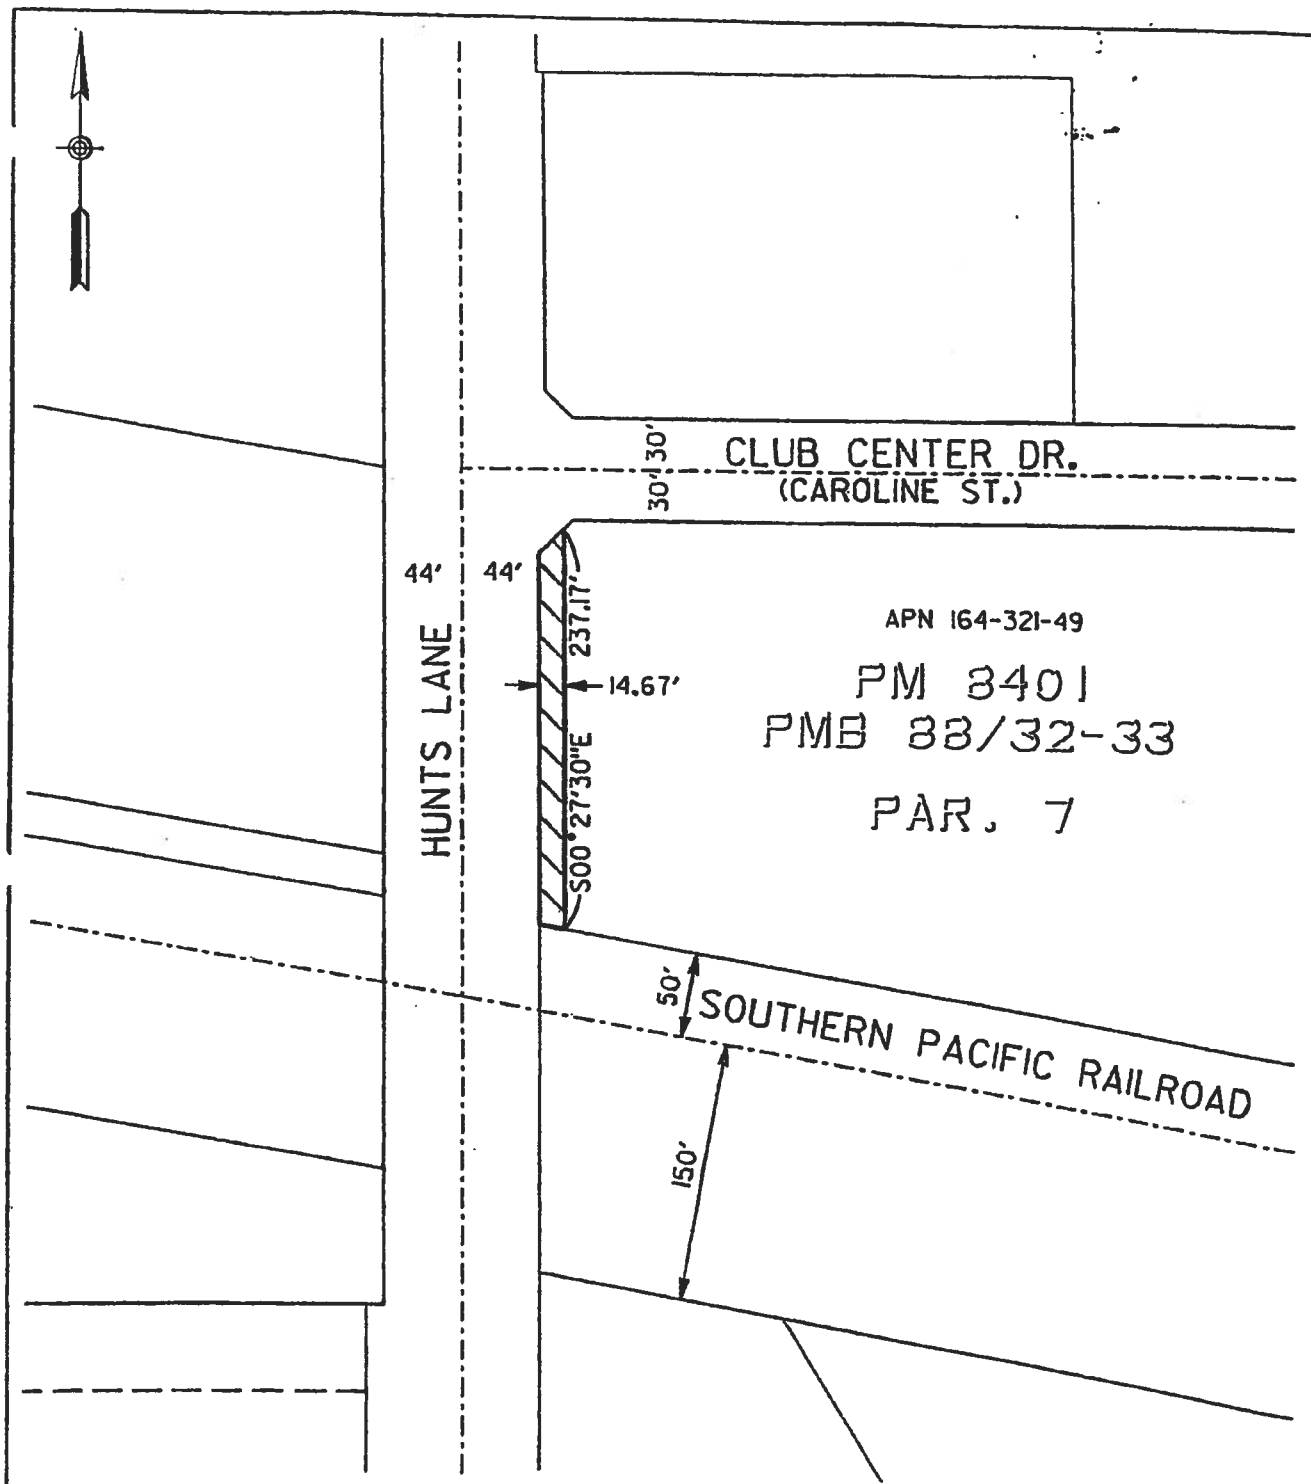 CLUB CENTER DR.
(CAROLINE ST.)
30' 30'
44' 44'
HUNTS LANE
237.17'
14.67'
S00°27'30"E
APN 164-321-49
PM 8401
PMB 88/32-33
PAR. 7
50'
SOUTHERN PACIFIC RAILROAD
150'